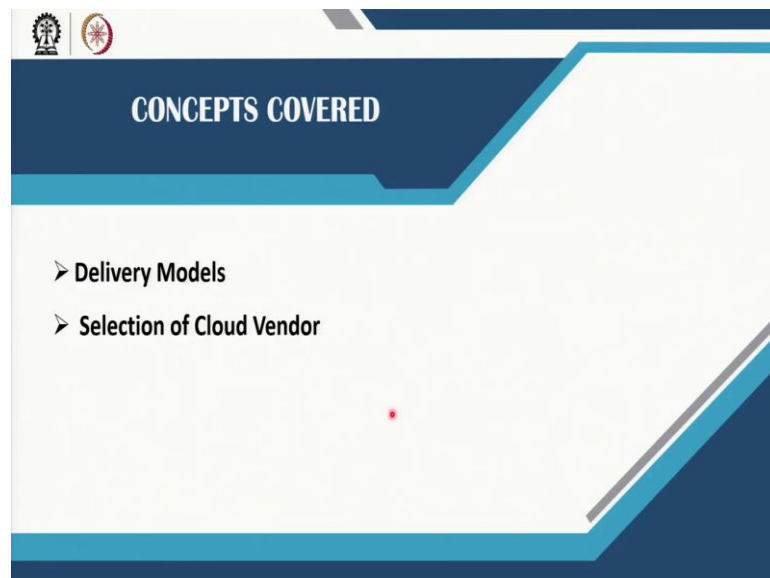 CONCEPTS COVERED
➢ Delivery Models
➢ Selection of Cloud Vendor